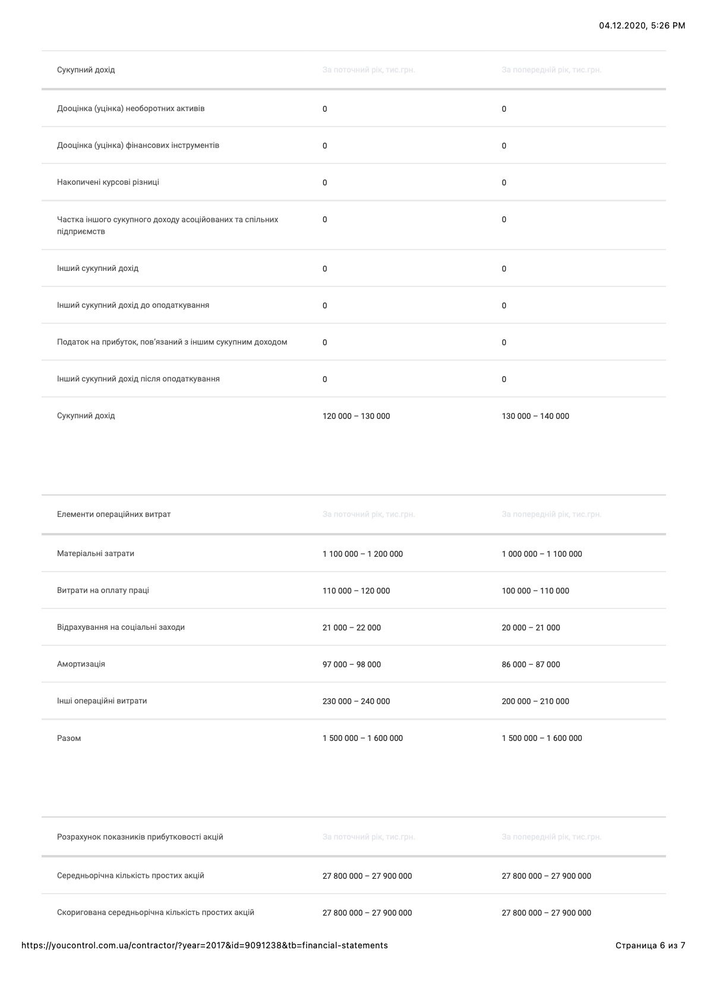 04.12.2020, 5:26 PM
Сукупний дохід За поточний рік, тис.грн. За попередній рік, тис.грн.
Дооцінка (уцінка) необоротних активів 0 0
Дооцінка (уцінка) фінансових інструментів 0 0
Накопичені курсові різниці 0 0
Частка іншого сукупного доходу асоційованих та спільних 0 0
підприємств
Інший сукупний дохід 0 0
Інший сукупний дохід до оподаткування 0 0
Податок на прибуток, пов’язаний з іншим сукупним доходом 0 0
Інший сукупний дохід після оподаткування 0 0
Сукупний дохід 120 000 – 130 000 130 000 – 140 000
Елементи операційних витрат За поточний рік, тис.грн. За попередній рік, тис.грн.
Матеріальні затрати 1 100 000 – 1 200 000 1 000 000 – 1 100 000
Витрати на оплату праці 110 000 – 120 000 100 000 – 110 000
Відрахування на соціальні заходи 21 000 – 22 000 20 000 – 21 000
Амортизація 97 000 – 98 000 86 000 – 87 000
Інші операційні витрати 230 000 – 240 000 200 000 – 210 000
Разом 1 500 000 – 1 600 000 1 500 000 – 1 600 000
Розрахунок показників прибутковості акцій За поточний рік, тис.грн. За попередній рік, тис.грн.
Середньорічна кількість простих акцій 27 800 000 – 27 900 000 27 800 000 – 27 900 000
Скоригована середньорічна кількість простих акцій 27 800 000 – 27 900 000 27 800 000 – 27 900 000
https://youcontrol.com.ua/contractor/?year=2017&id=9091238&tb=financial-statements Страница 6 из 7